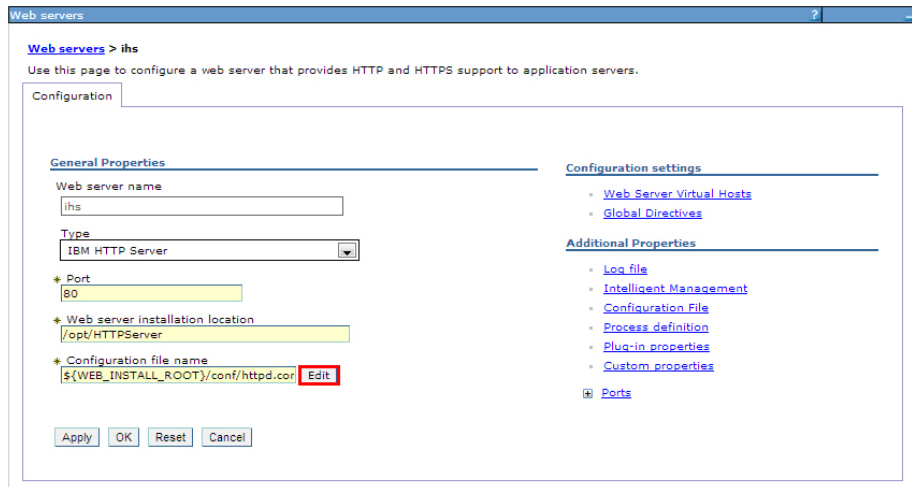 Web servers ? _
Web servers > ihs
Use this page to configure a web server that provides HTTP and HTTPS support to application servers.
Configuration
General Properties
Web server name
ihs
Type
IBM HTTP Server
* Port
80
* Web server installation location
/opt/HTTPServer
* Configuration file name
${WEB_INSTALL_ROOT}/conf/httpd.cor Edit
Apply OK Reset Cancel
Configuration settings
Web Server Virtual Hosts
Global Directives
Additional Properties
Log file
Intelligent Management
Configuration File
Process definition
Plug-in properties
Custom properties
+ Ports